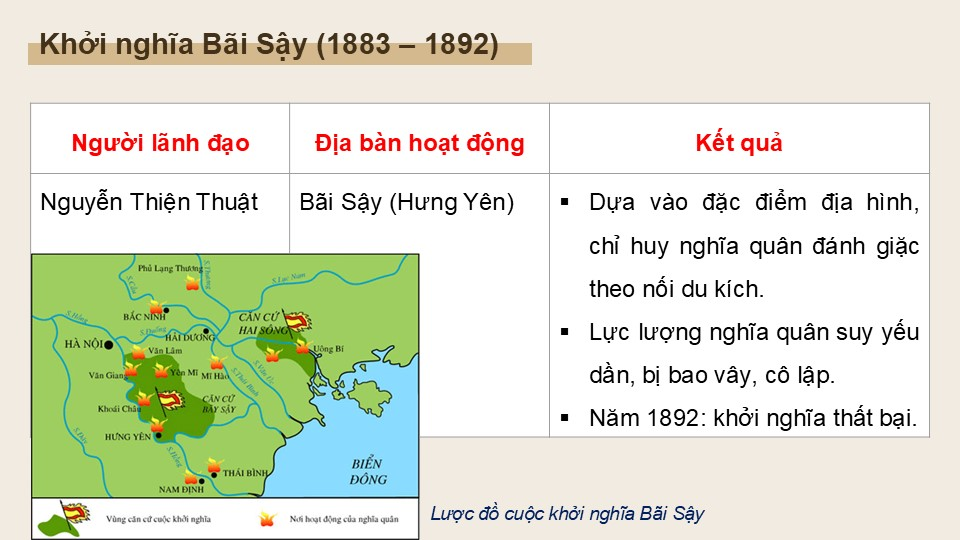 Khởi nghĩa Bãi Sậy (1883 – 1892)
Người lãnh đạo
Địa bàn hoạt động
Kết quả
Nguyễn Thiện Thuật
Bãi Sậy (Hưng Yên)
▪ Dựa vào đặc điểm địa hình,
chỉ huy nghĩa quân đánh giặc
theo nối du kích.
▪ Lực lượng nghĩa quân suy yếu
dần, bị bao vây, cô lập.
▪ Năm 1892: khởi nghĩa thất bại.
Phủ Lạng Thương
S.Thương
S.Cầu
S.Lục Nam
S.Hồng
BẮC NINH
CĂN CỨ
HAI SÔNG
S.Đuống
HẢI DƯƠNG
HÀ NỘI
Văn Lâm
Uông Bí
Văn Giang
Yên Mĩ
Mĩ Hào
S.Thái Bình
Khoái Châu
CĂN CỨ
BÃY SẬY
HƯNG YÊN
S.Đáy
S.Hồng
THÁI BÌNH
NAM ĐỊNH
BIỂN
ĐÔNG
Vùng căn cứ cuộc khởi nghĩa
Nơi hoạt động của nghĩa quân
Lược đồ cuộc khởi nghĩa Bãi Sậy